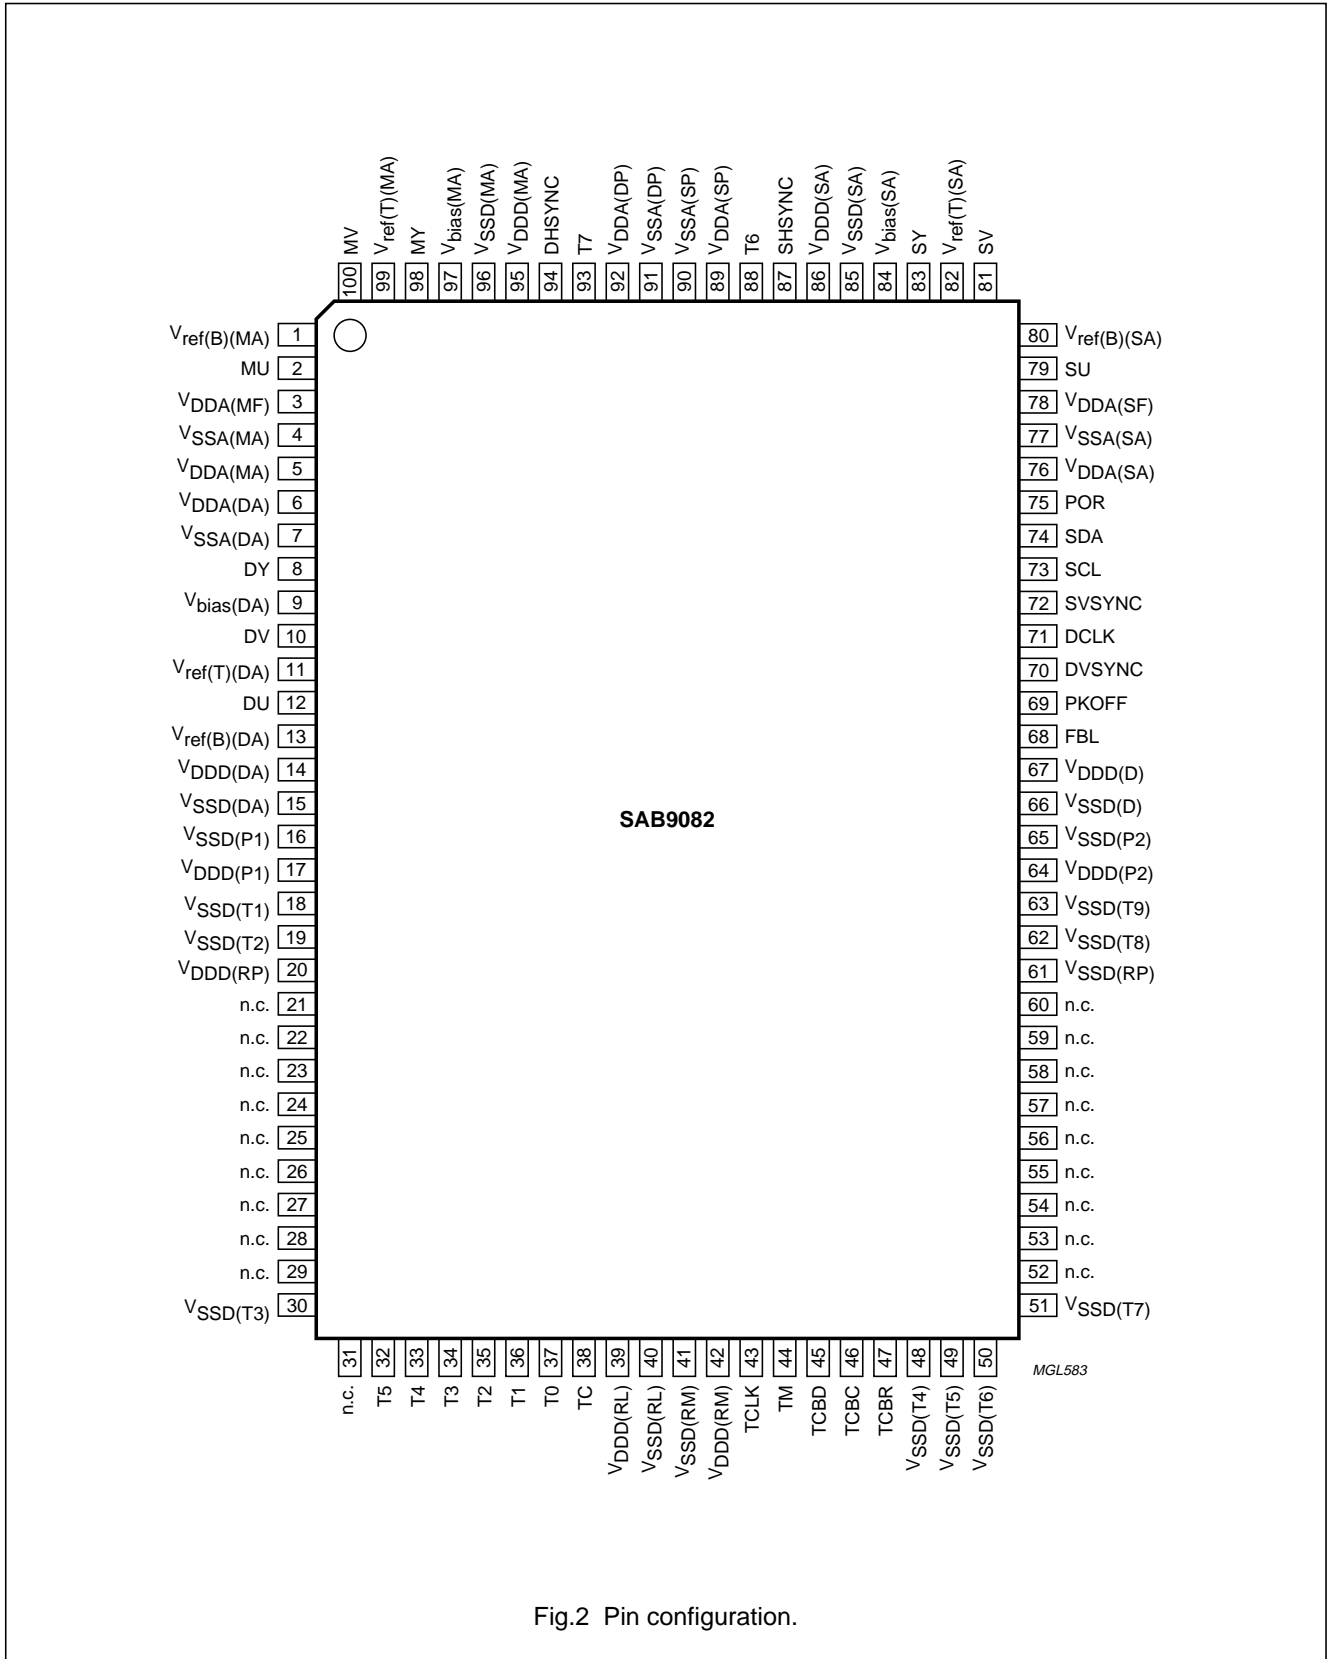 MV
Vref(T)(MA)
MY
Vbias(MA)
VSSD(MA)
VDDD(MA)
DHSYNC
T7
VDDA(DP)
VSSA(DP)
VSSA(SP)
VDDA(SP)
T6
SHSYNC
VDDD(SA)
VSSD(SA)
Vbias(SA)
SY
Vref(T)(SA)
SV
100 99 98 97 96 95 94 93 92 91 90 89 88 87 86 85 84 83 82 81
Vref(B)(MA) 1
MU 2
VDDA(MF) 3
VSSA(MA) 4
VDDA(MA) 5
VDDA(DA) 6
VSSA(DA) 7
DY 8
Vbias(DA) 9
DV 10
Vref(T)(DA) 11
DU 12
Vref(B)(DA) 13
VDDD(DA) 14
VSSD(DA) 15
VSSD(P1) 16
VDDD(P1) 17
VSSD(T1) 18
VSSD(T2) 19
VDDD(RP) 20
n.c. 21
n.c. 22
n.c. 23
n.c. 24
n.c. 25
n.c. 26
n.c. 27
n.c. 28
n.c. 29
VSSD(T3) 30
SAB9082
80 Vref(B)(SA)
79 SU
78 VDDA(SF)
77 VSSA(SA)
76 VDDA(SA)
75 POR
74 SDA
73 SCL
72 SVSYNC
71 DCLK
70 DVSYNC
69 PKOFF
68 FBL
67 VDDD(D)
66 VSSD(D)
65 VSSD(P2)
64 VDDD(P2)
63 VSSD(T9)
62 VSSD(T8)
61 VSSD(RP)
60 n.c.
59 n.c.
58 n.c.
57 n.c.
56 n.c.
55 n.c.
54 n.c.
53 n.c.
52 n.c.
51 VSSD(T7)
31 32 33 34 35 36 37 38 39 40 41 42 43 44 45 46 47 48 49 50
n.c.
T5
T4
T3
T2
T1
T0
TC
VDDD(RL)
VSSD(RL)
VSSD(RM)
VDDD(RM)
TCLK
TM
TCBD
TCBC
TCBR
VSSD(T4)
VSSD(T5)
VSSD(T6)
MGL583
Fig.2 Pin configuration.